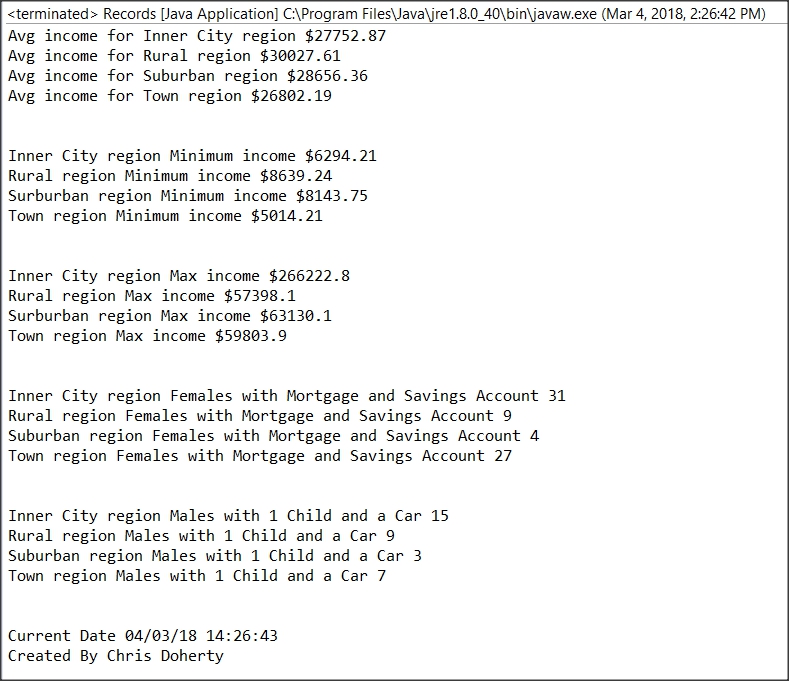 <terminated> Records [Java Application] C:\Program Files\Java\jre1.8.0_40\bin\javaw.exe (Mar 4, 2018, 2:26:42 PM)
Avg income for Inner City region $27752.87
Avg income for Rural region $30027.61
Avg income for Suburban region $28656.36
Avg income for Town region $26802.19
Inner City region Minimum income $6294.21
Rural region Minimum income $8639.24
Surburban region Minimum income $8143.75
Town region Minimum income $5014.21
Inner City region Max income $266222.8
Rural region Max income $57398.1
Surburban region Max income $63130.1
Town region Max income $59803.9
Inner City region Females with Mortgage and Savings Account 31
Rural region Females with Mortgage and Savings Account 9
Suburban region Females with Mortgage and Savings Account 4
Town region Females with Mortgage and Savings Account 27
Inner City region Males with 1 Child and a Car 15
Rural region Males with 1 Child and a Car 9
Suburban region Males with 1 Child and a Car 3
Town region Males with 1 Child and a Car 7
Current Date 04/03/18 14:26:43
Created By Chris Doherty